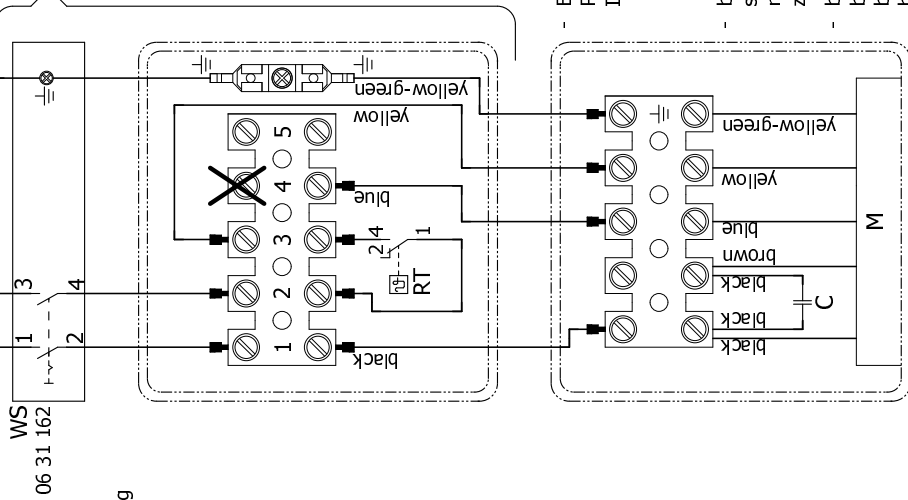 WS
06 31 162
g
1
2
3
4
1
2
3
4
5
yellow-green
yellow
blue
black
2 4
1
RT
yellow-green
yellow
blue
brown
black
black
black
C
M